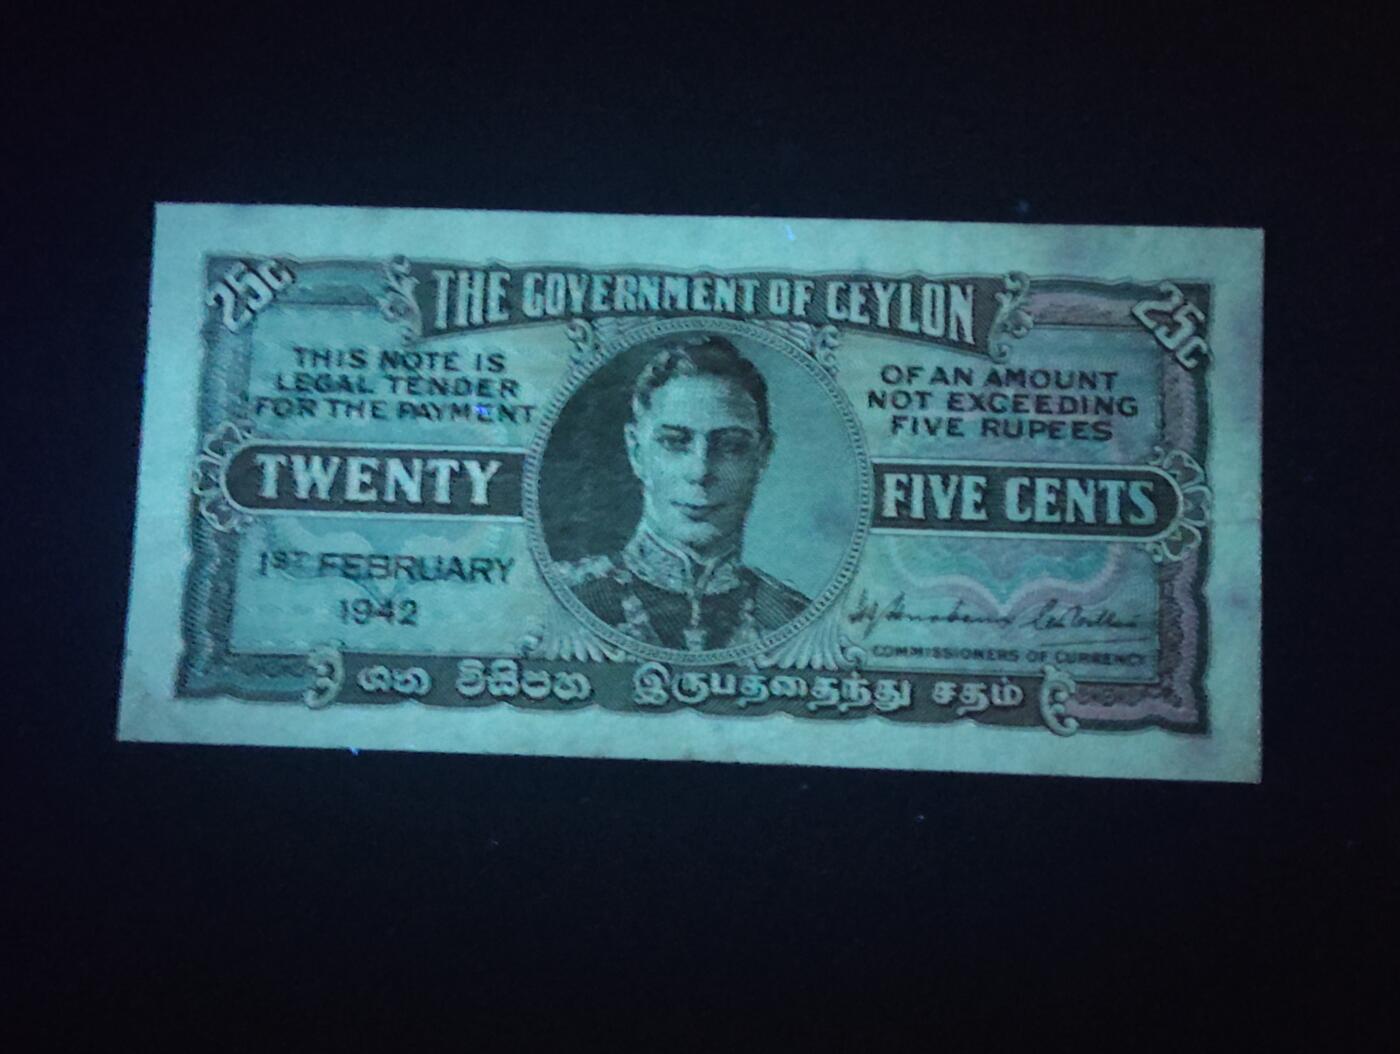 25c
25c
THE GOVERNMENT OF CEYLON
THIS NOTE IS
LEGAL TENDER
FOR THE PAYMENT
OF AN AMOUNT
NOT EXCEEDING
FIVE RUPEES
TWENTY
FIVE CENTS
1ST FEBRUARY
1942
COMMISSIONERS OF CURRENCY
ශත විසිපහ இருபத்தைந்து சதம்